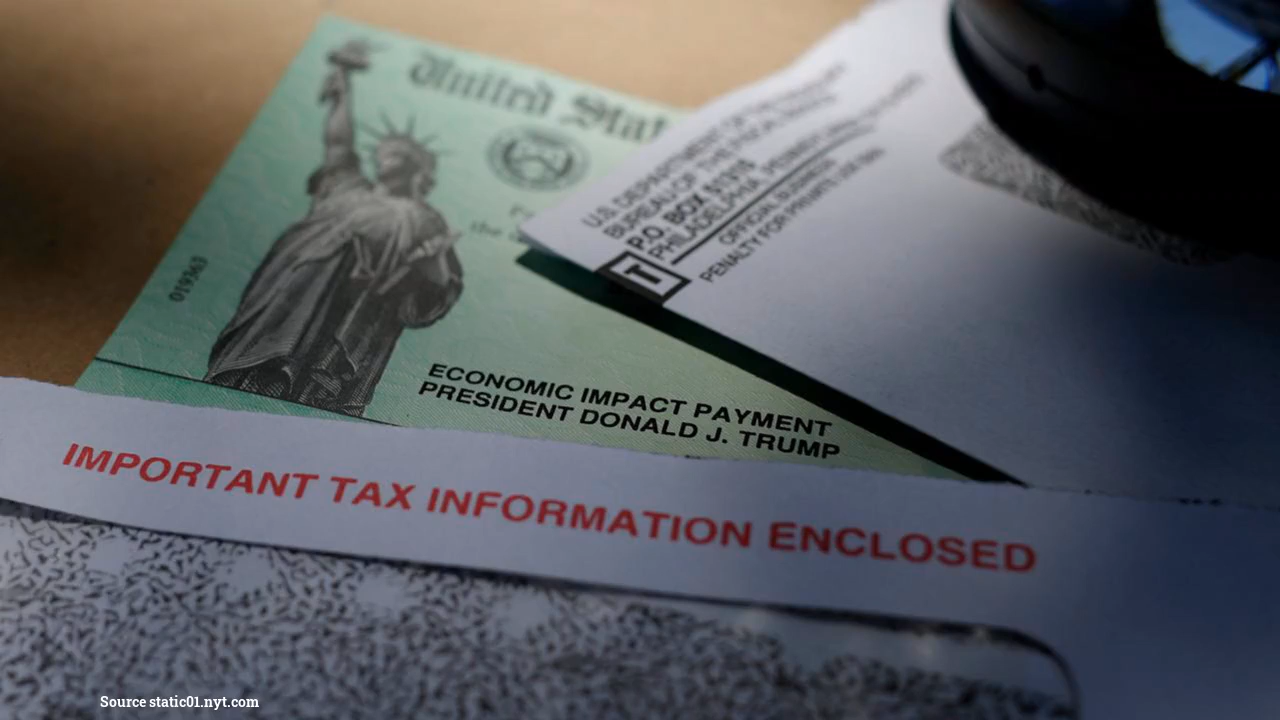 United Stat
U.S. DEPARTMENT OF THE
BUREAU OF THE FISCAL
P.O. BOX 51315
PHILADELPHIA, PENNSYL
OFFICIAL BUSINESS
PENALTY FOR PRIVATE USE
T
019363
ECONOMIC IMPACT PAYMENT
PRESIDENT DONALD J. TRUMP
IMPORTANT TAX INFORMATION ENCLOSED
Source static01.nyt.com